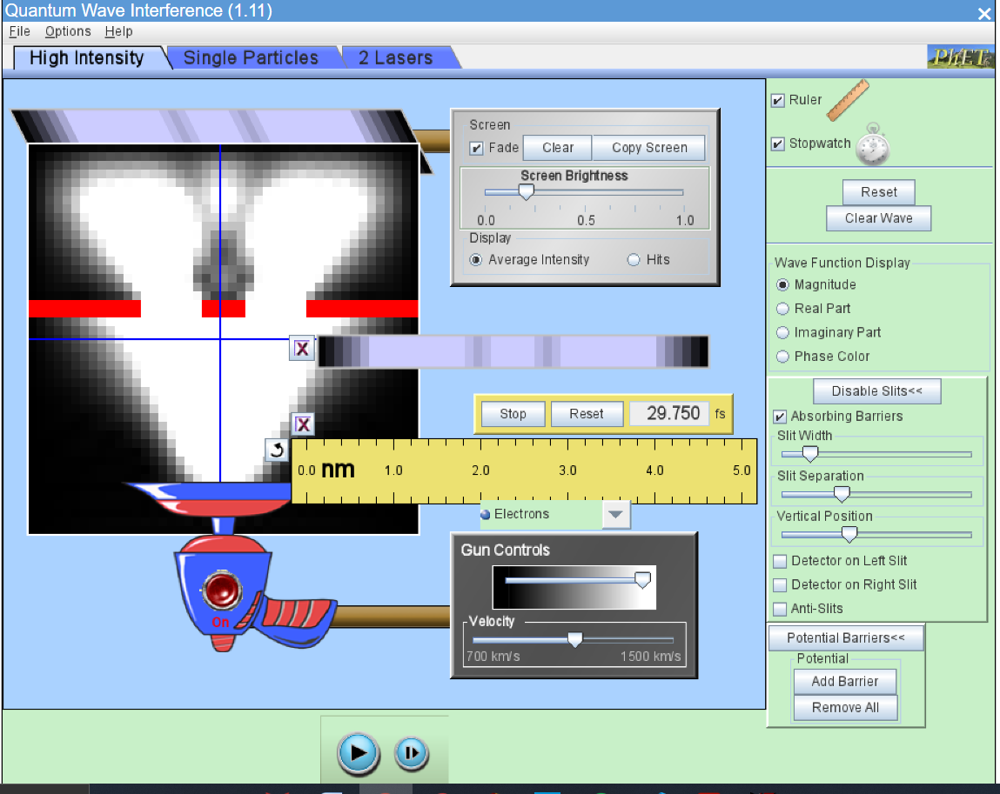 Quantum Wave Interference (1.11)
File Options Help
High Intensity Single Particles 2 Lasers
PhET
Ruler
Stopwatch
Reset
Clear Wave
Screen
Fade Clear Copy Screen
Screen Brightness
0.0 0.5 1.0
Display
Average Intensity Hits
Wave Function Display
Magnitude
Real Part
Imaginary Part
Phase Color
X
Disable Slits<<
Absorbing Barriers
Slit Width
Slit Separation
Vertical Position
Detector on Left Slit
Detector on Right Slit
Anti-Slits
Stop Reset 29.750 fs
X
0.0 nm 1.0 2.0 3.0 4.0 5.0
Electrons
Gun Controls
Velocity
700 km/s 1500 km/s
On
Potential Barriers<<
Potential
Add Barrier
Remove All